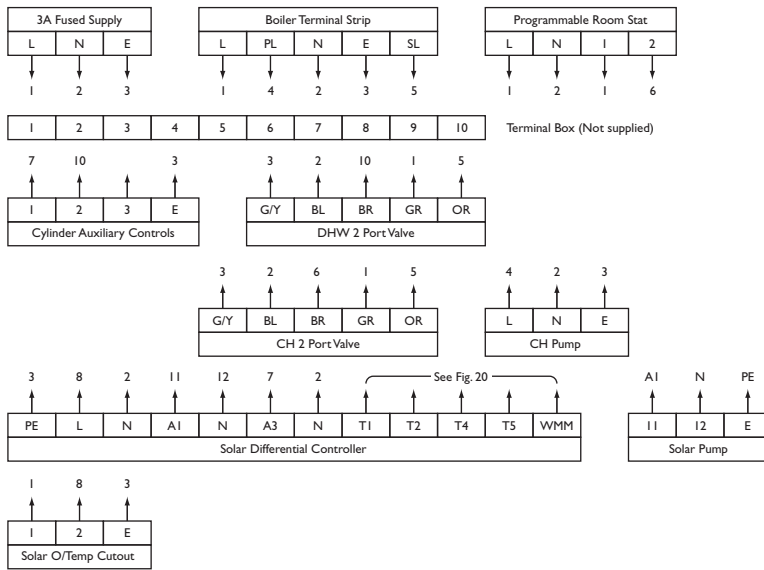 3A Fused Supply Boiler Terminal Strip Programmable Room Stat
L N E L PL N E SL L N 1 2
1 2 3 1 4 2 3 5 1 2 1 6
1 2 3 4 5 6 7 8 9 10 Terminal Box (Not supplied)
7 10 3 3 2 10 1 5
1 2 3 E G/Y BL BR GR OR
Cylinder Auxiliary Controls DHW 2 Port Valve
3 2 6 1 5 4 2 3
G/Y BL BR GR OR L N E
CH 2 Port Valve CH Pump
3 8 2 11 12 7 2 See Fig. 20 A1 N PE
PE L N A1 N A3 N T1 T2 T4 T5 WMM 11 12 E
Solar Differential Controller Solar Pump
1 8 3
1 2 E
Solar O/Temp Cutout